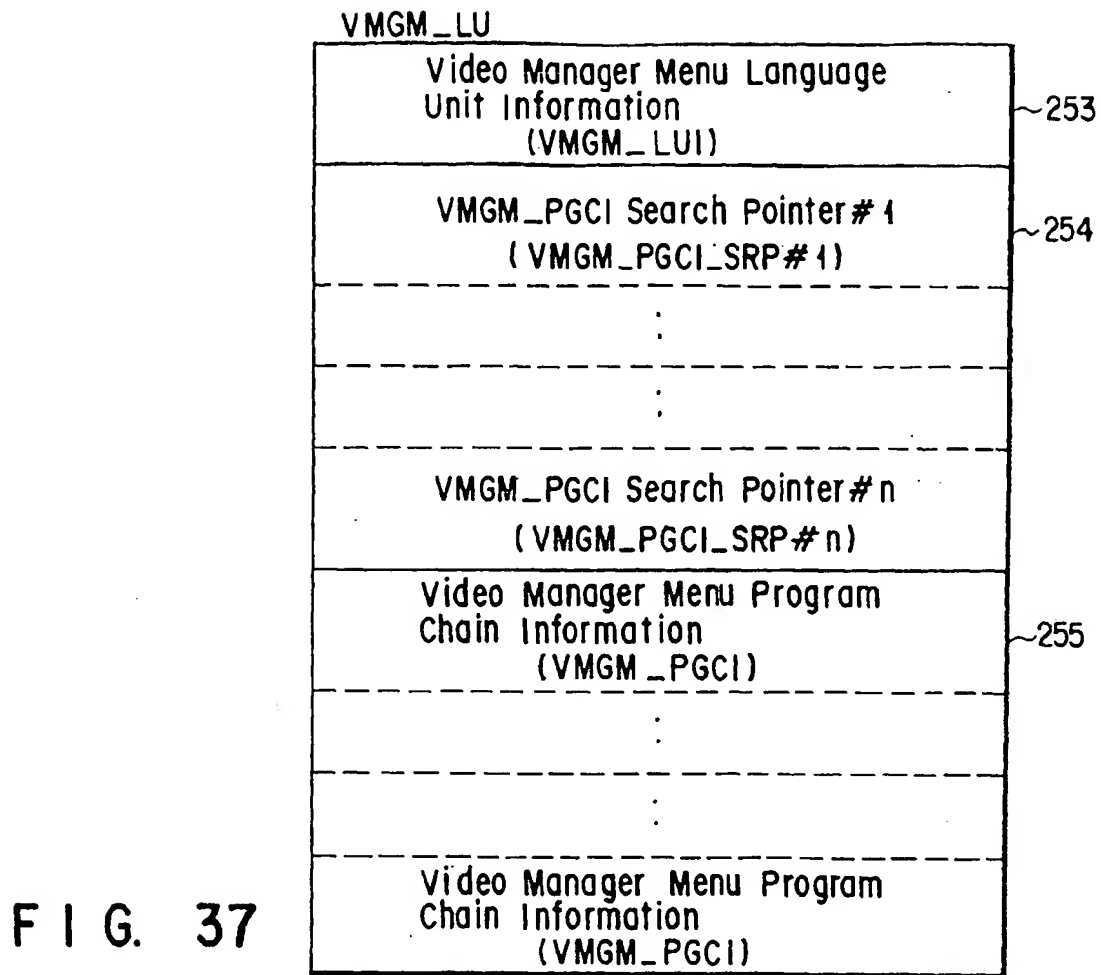 VMGM_LU
Video Manager Menu Language
Unit Information
(VMGM_LUI)
~253
VMGM_PGCI Search Pointer#1
(VMGM_PGCI_SRP#1)
~254
:
:
VMGM_PGCI Search Pointer#n
(VMGM_PGCI_SRP#n)
Video Manager Menu Program
Chain Information
(VMGM_PGCI)
~255
:
:
Video Manager Menu Program
Chain Information
(VMGM_PGCI)
FIG. 37